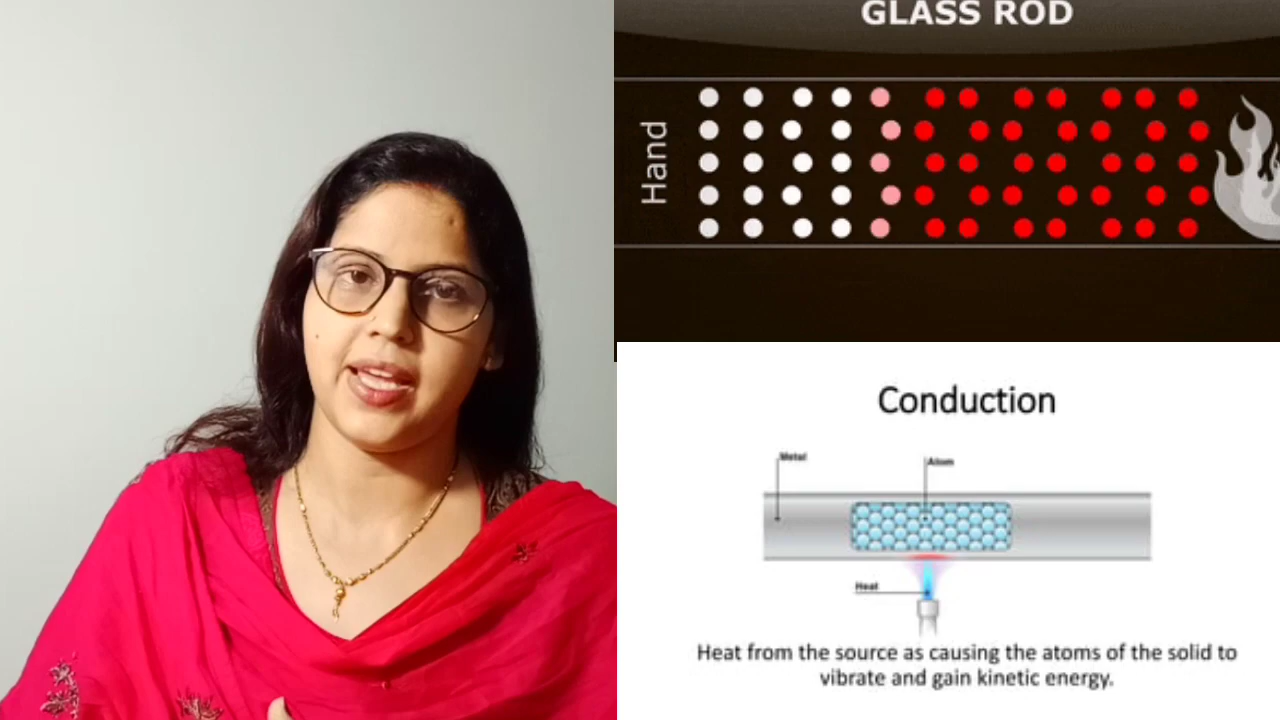 GLASS ROD
Hand
Conduction
Metal
Atom
Heat
Heat from the source as causing the atoms of the solid to
vibrate and gain kinetic energy.